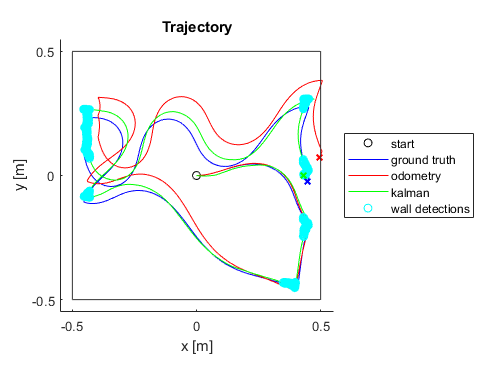 Trajectory
0.5
0
-0.5
y [m]
-0.5
0
0.5
x [m]
start
ground truth
odometry
kalman
wall detections